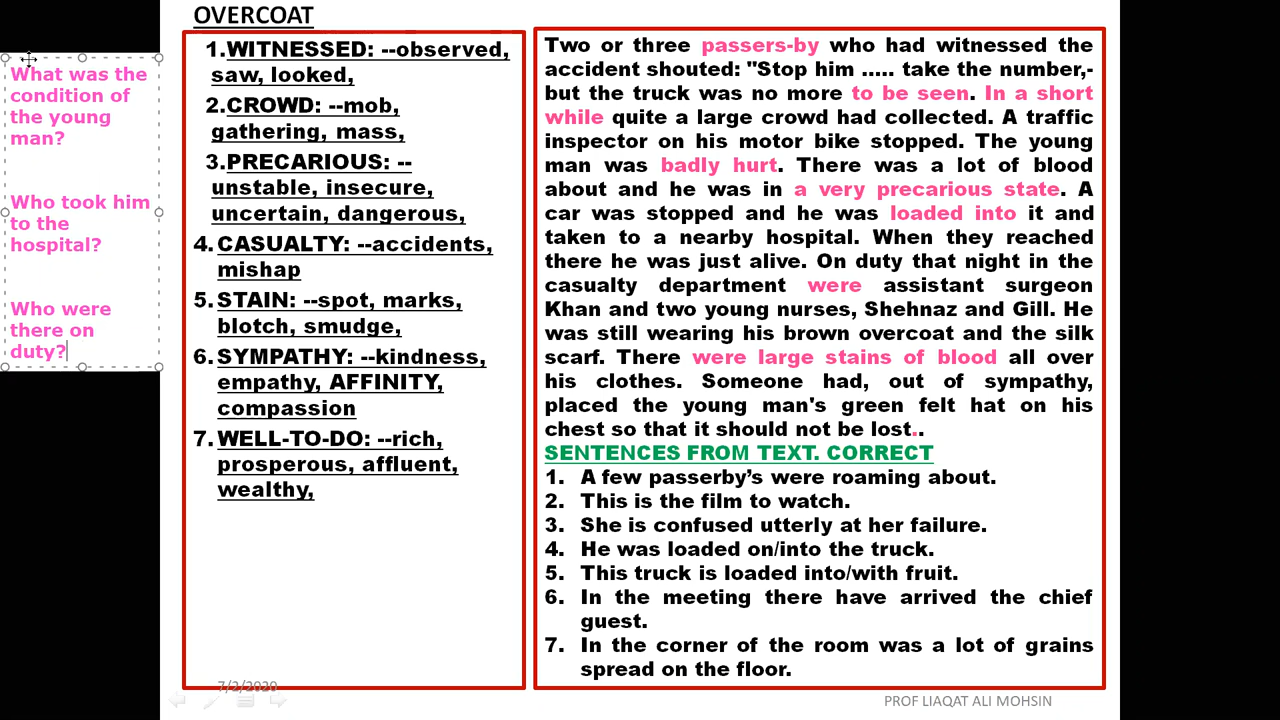 OVERCOAT
What was the
condition of
the young
man?
Who took him
to the
hospital?
Who were
there on
duty?
1.WITNESSED: --observed,
saw, looked,
2.CROWD: --mob,
gathering, mass,
3.PRECARIOUS: --
unstable, insecure,
uncertain, dangerous,
4. CASUALTY: --accidents,
mishap
5. STAIN: --spot, marks,
blotch, smudge,
6. SYMPATHY: --kindness,
empathy, AFFINITY,
compassion
7. WELL-TO-DO: --rich,
prosperous, affluent,
wealthy,
Two or three passers-by who had witnessed the
accident shouted: "Stop him ..... take the number,-
but the truck was no more to be seen. In a short
while quite a large crowd had collected. A traffic
inspector on his motor bike stopped. The young
man was badly hurt. There was a lot of blood
about and he was in a very precarious state. A
car was stopped and he was loaded into it and
taken to a nearby hospital. When they reached
there he was just alive. On duty that night in the
casualty department were assistant surgeon
Khan and two young nurses, Shehnaz and Gill. He
was still wearing his brown overcoat and the silk
scarf. There were large stains of blood all over
his clothes. Someone had, out of sympathy,
placed the young man's green felt hat on his
chest so that it should not be lost..
SENTENCES FROM TEXT. CORRECT
1. A few passerby’s were roaming about.
2. This is the film to watch.
3. She is confused utterly at her failure.
4. He was loaded on/into the truck.
5. This truck is loaded into/with fruit.
6. In the meeting there have arrived the chief
guest.
7. In the corner of the room was a lot of grains
spread on the floor.
7/2/2020
PROF LIAQAT ALI MOHSIN